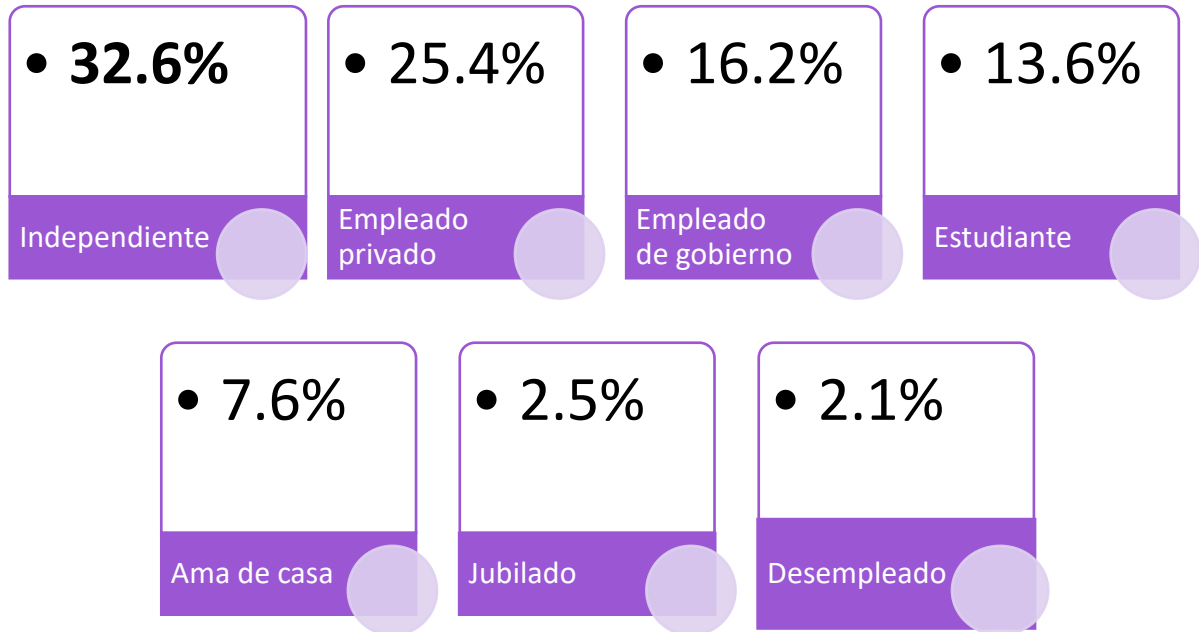 • 32.6%
• 25.4%
• 16.2%
• 13.6%
Independiente
Empleado
privado
Empleado
de gobierno
Estudiante
• 7.6%
• 2.5%
• 2.1%
Ama de casa
Jubilado
Desempleado